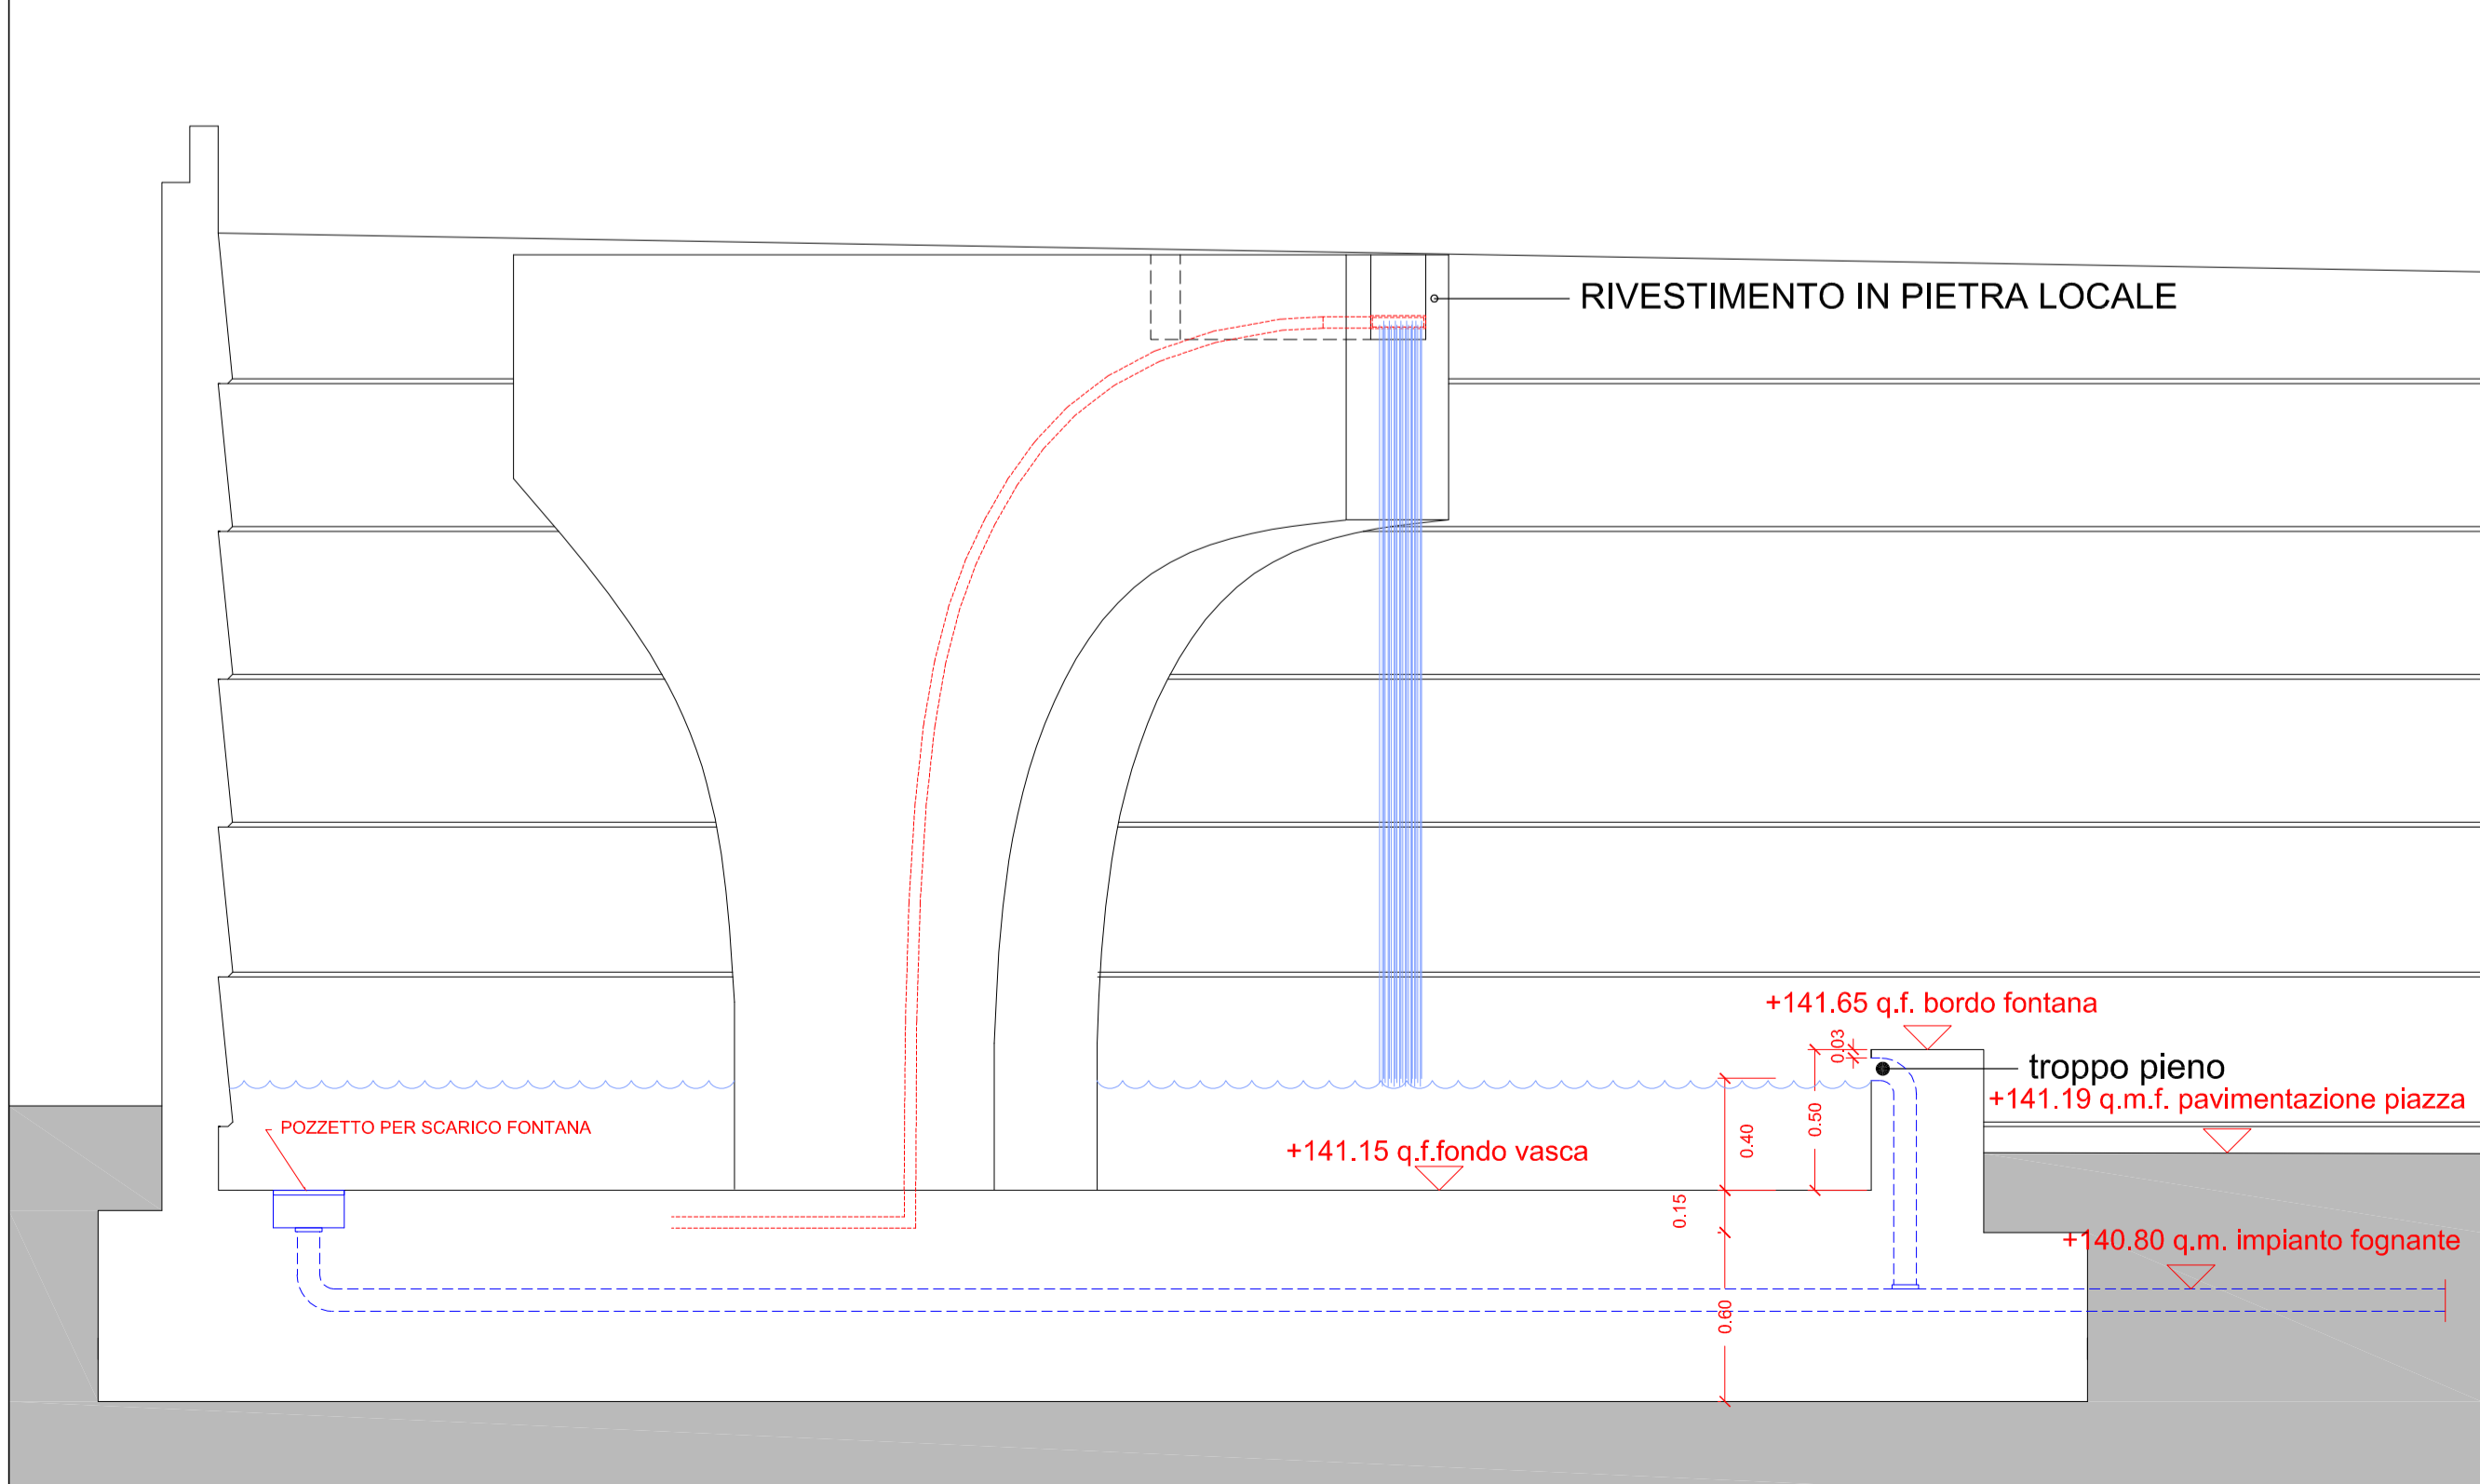 RIVESTIMENTO IN PIETRA LOCALE
+141.65 q.f. bordo fontana
0.03
troppo pieno
+141.19 q.m.f. pavimentazione piazza
0.50
POZZETTO PER SCARICO FONTANA
0.40
+141.15 q.f.fondo vasca
0.15
+140.80 q.m. impianto fognante
0.60